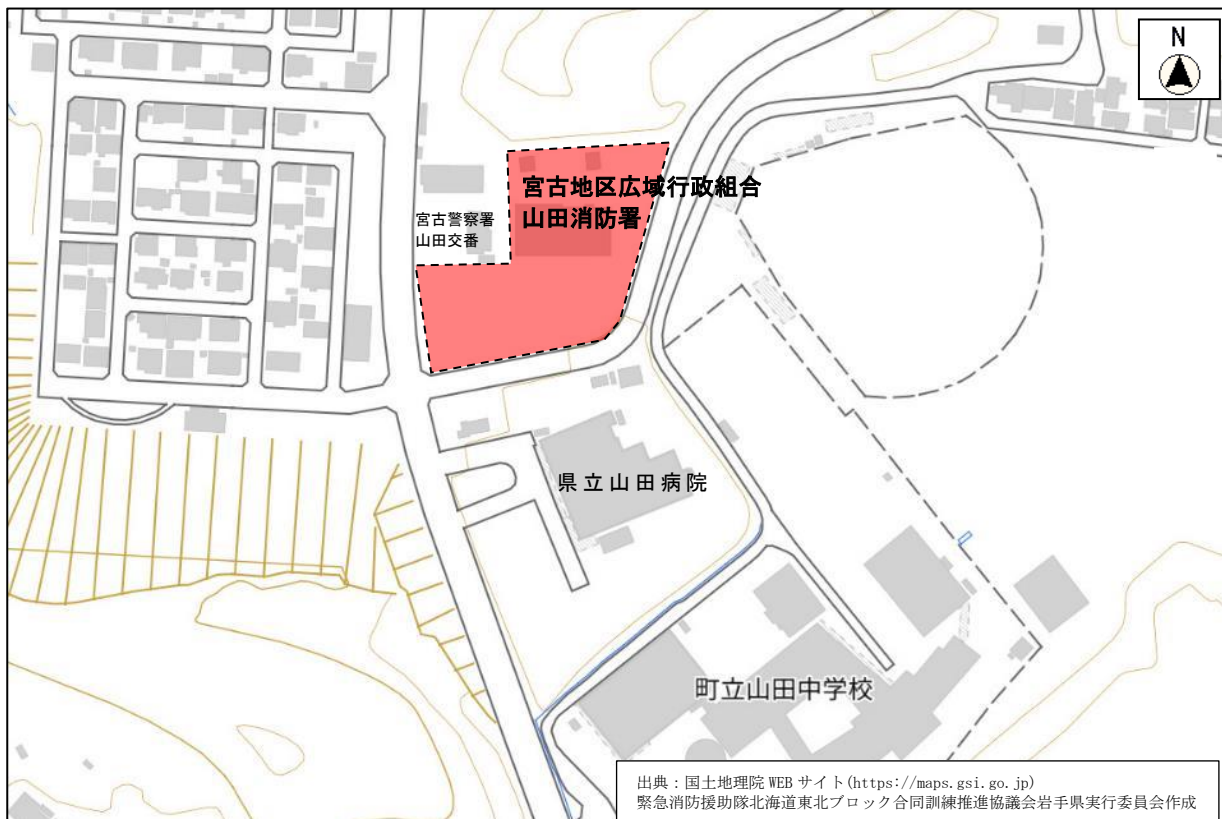 N
宮古地区広域行政組合
山田消防署
宮古警察署
山田交番
県立山田病院
町立山田中学校
出典：国土地理院 WEB サイト(https://maps.gsi.go.jp)
緊急消防援助隊北海道東北ブロック合同訓練推進協議会岩手県実行委員会作成